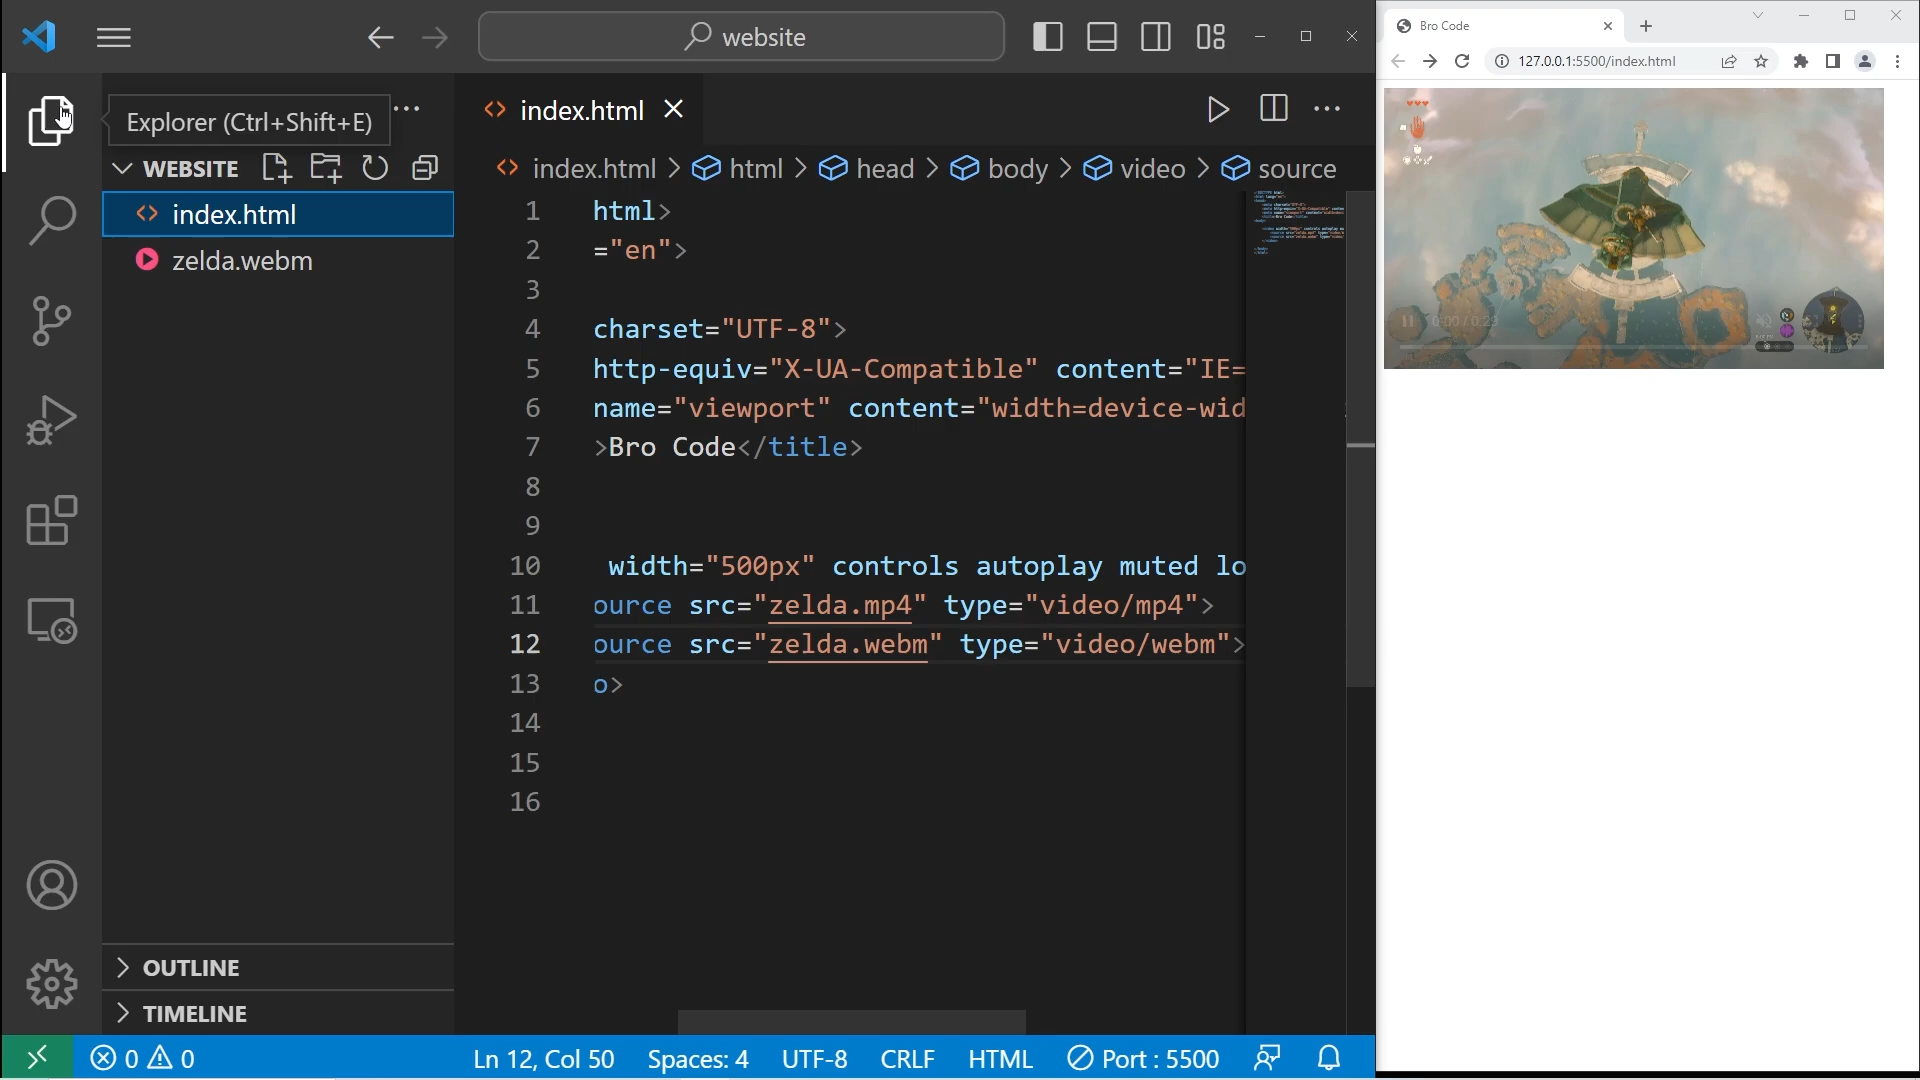 website
Explorer (Ctrl+Shift+E)
WEBSITE
index.html
zelda.webm
OUTLINE
TIMELINE
index.html
index.html > html > head > body > video > source
1 html>
2 ="en">
3
4 charset="UTF-8">
5 http-equiv="X-UA-Compatible" content="IE=
6 name="viewport" content="width=device-wid
7 >Bro Code</title>
8
9
10 width="500px" controls autoplay muted lo
11 ource src="zelda.mp4" type="video/mp4">
12 ource src="zelda.webm" type="video/webm">
13 o>
14
15
16
0 0
Ln 12, Col 50 Spaces: 4 UTF-8 CRLF HTML Port : 5500
Bro Code
127.0.0.1:5500/index.html
0:00 / 0:29